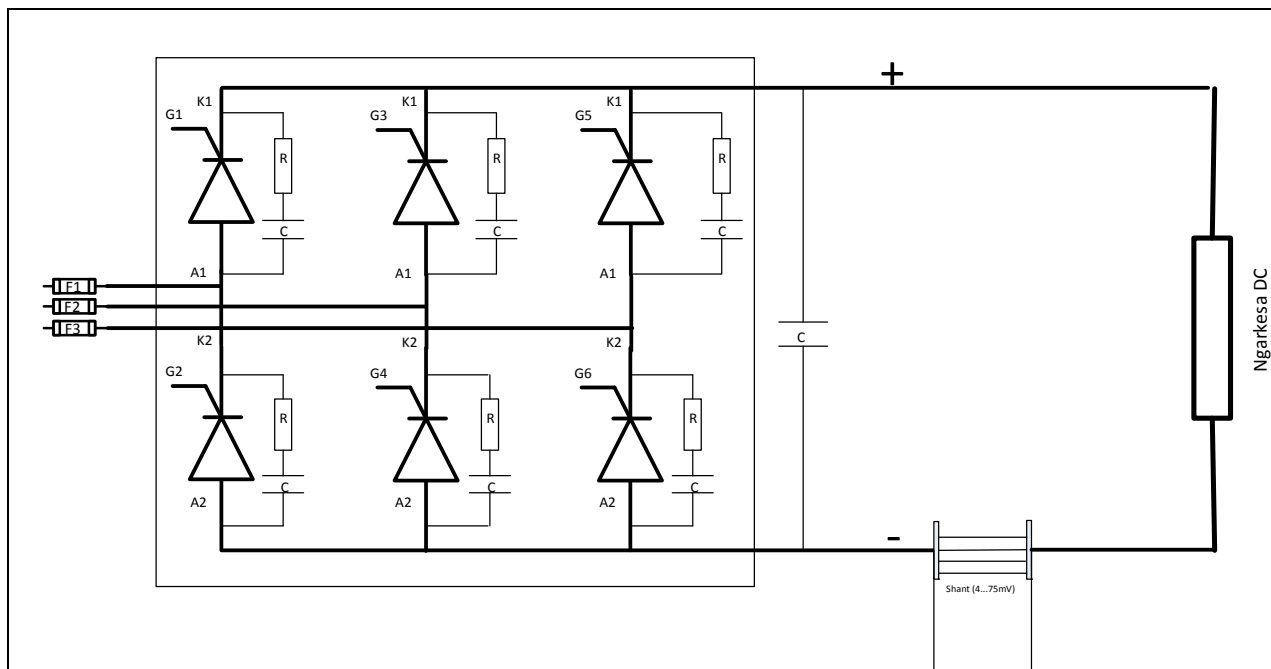 +
K1
K1
K1
G1
G3
G5
R
R
R
C
C
C
A1
A1
A1
F1
F2
F3
K2
K2
K2
C
G2
G4
G6
R
R
R
C
C
C
A2
A2
A2
-
Ngarkesa DC
Shant (4...75mV)